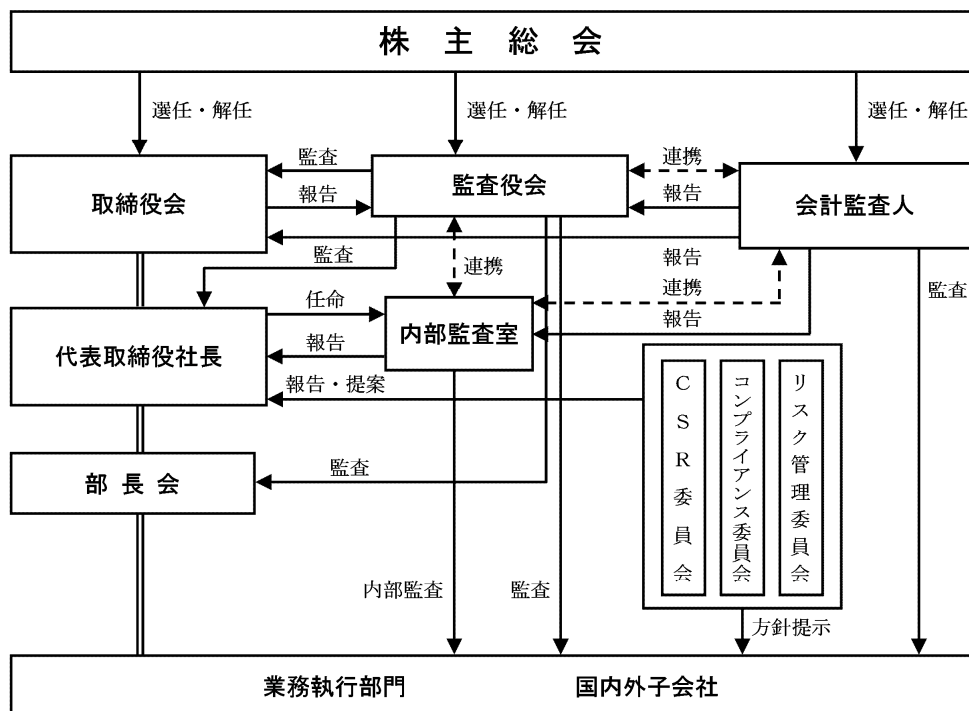 株主総会
選任・解任
選任・解任
選任・解任
取締役会
監査
報告
監査役会
連携
報告
会計監査人
監査
連携
報告
連携
報告
監査
代表取締役社長
任命
報告
報告・提案
内部監査室
CSR委員会
コンプライアンス委員会
リスク管理委員会
部長会
監査
内部監査
監査
方針提示
業務執行部門
国内外子会社